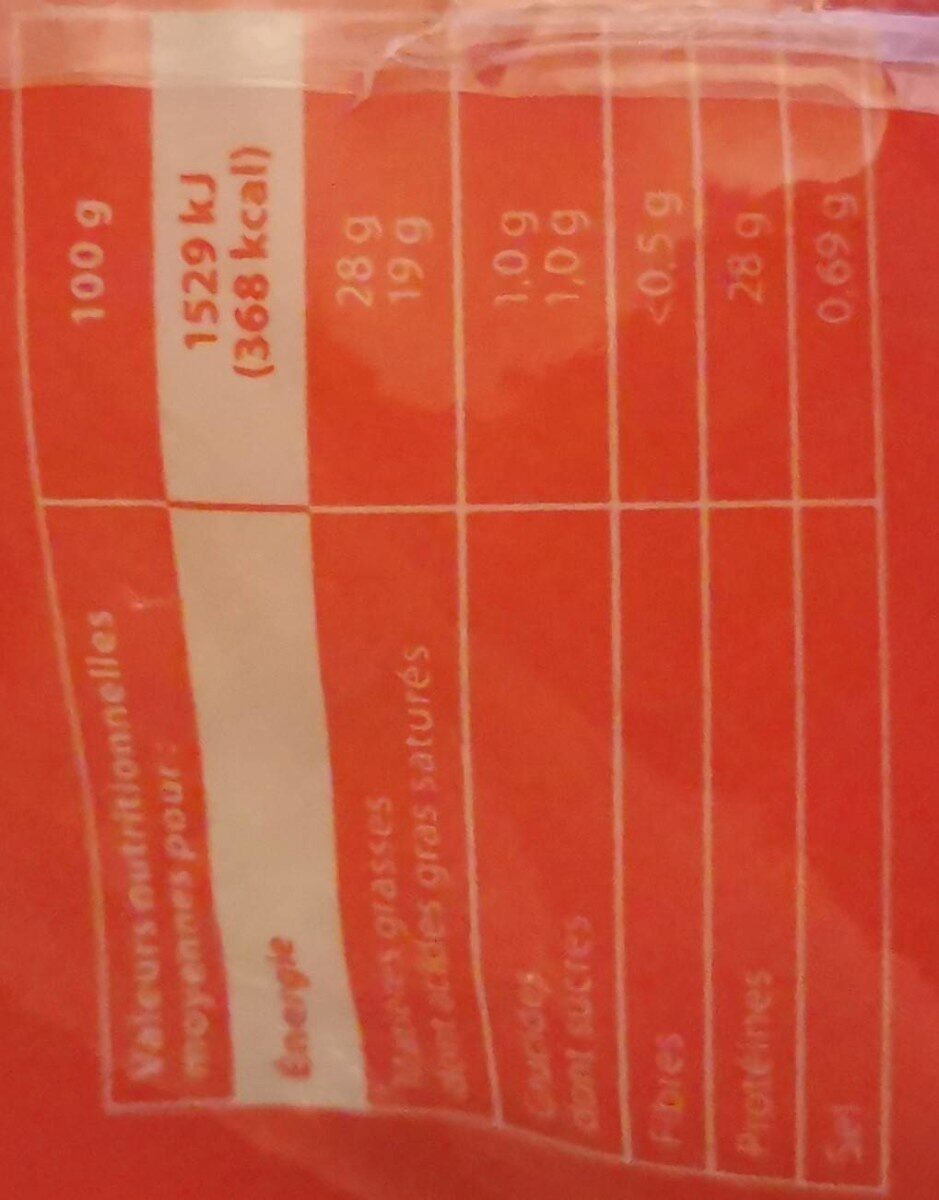 Valeurs nutritionnelles
moyennes pour : 100 g
Énergie 1529 kJ
(368 kcal)
Matières grasses 28 g
dont acides gras saturés 19 g
Glucides 1,0 g
dont sucres 1,0 g
Fibres <0,5 g
Protéines 28 g
Sel 0,69 g